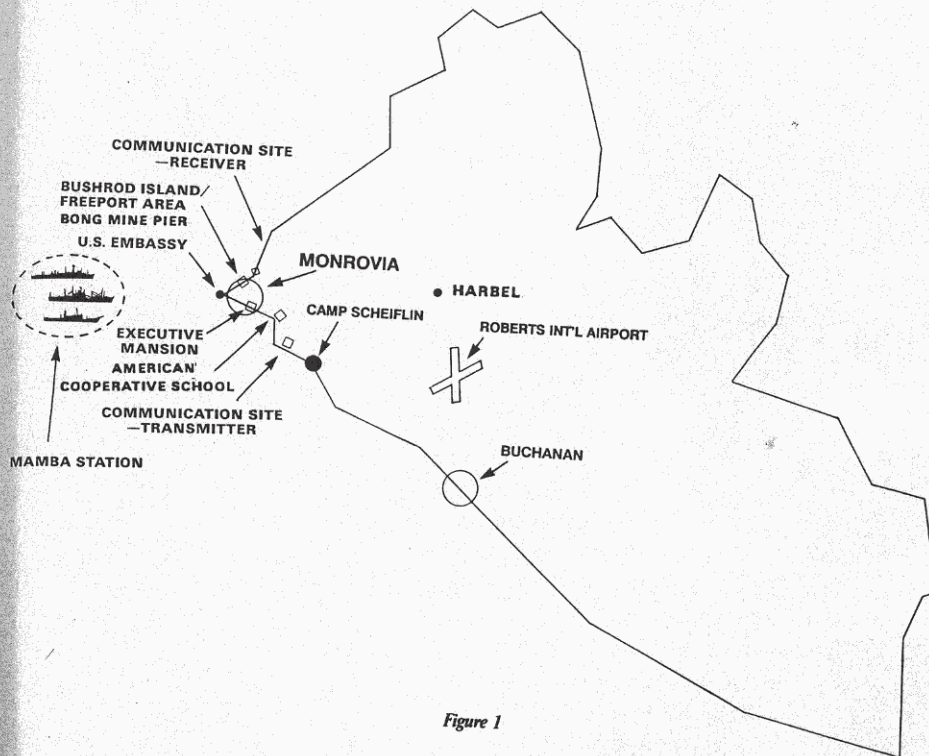 COMMUNICATION SITE
—RECEIVER
BUSHROD ISLAND/
FREEPORT AREA
BONG MINE PIER
U.S. EMBASSY
MONROVIA
HARBEL
CAMP SCHEIFLIN
ROBERTS INT'L AIRPORT
EXECUTIVE
MANSION
AMERICAN
COOPERATIVE SCHOOL
COMMUNICATION SITE
—TRANSMITTER
MAMBA STATION
BUCHANAN
Figure 1